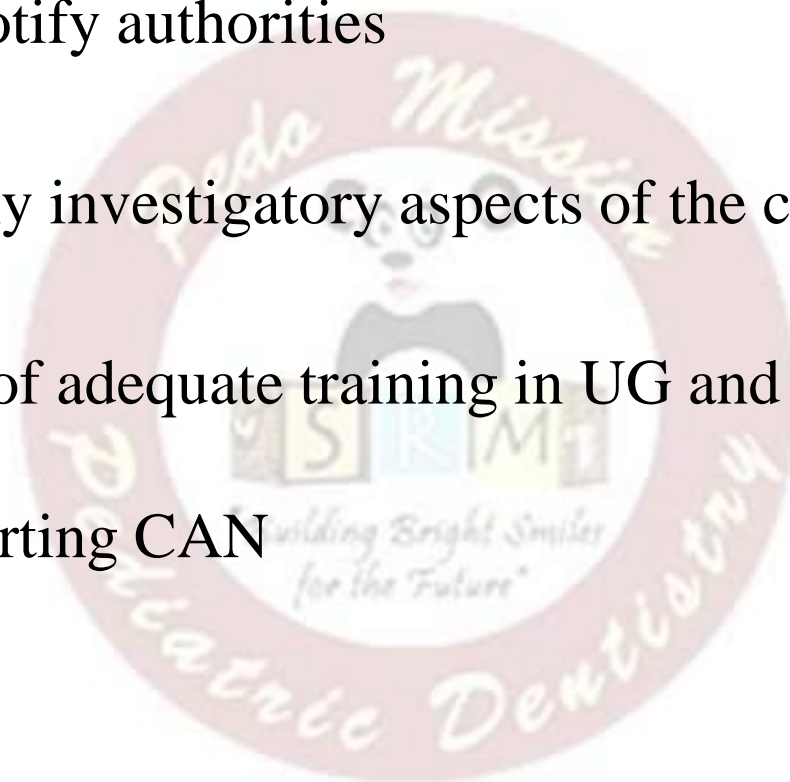 otify authorities
Pedo Mission
y investigatory aspects of the c
of adequate training in UG and
SRM
"Building Bright Smiles
rting CAN
for the Future"
Pediatric Dentistry